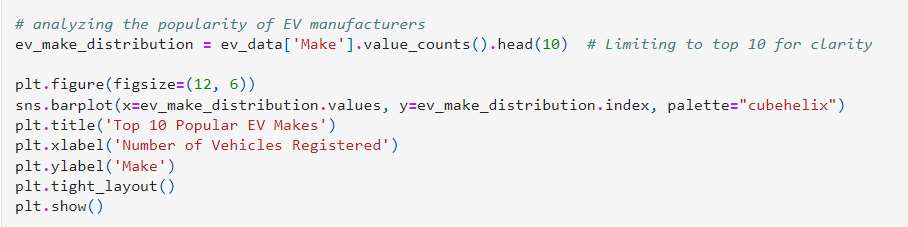 # analyzing the popularity of EV manufacturers
ev_make_distribution = ev_data['Make'].value_counts().head(10)  # Limiting to top 10 for clarity
plt.figure(figsize=(12, 6))
sns.barplot(x=ev_make_distribution.values, y=ev_make_distribution.index, palette="cubehelix")
plt.title('Top 10 Popular EV Makes')
plt.xlabel('Number of Vehicles Registered')
plt.ylabel('Make')
plt.tight_layout()
plt.show()